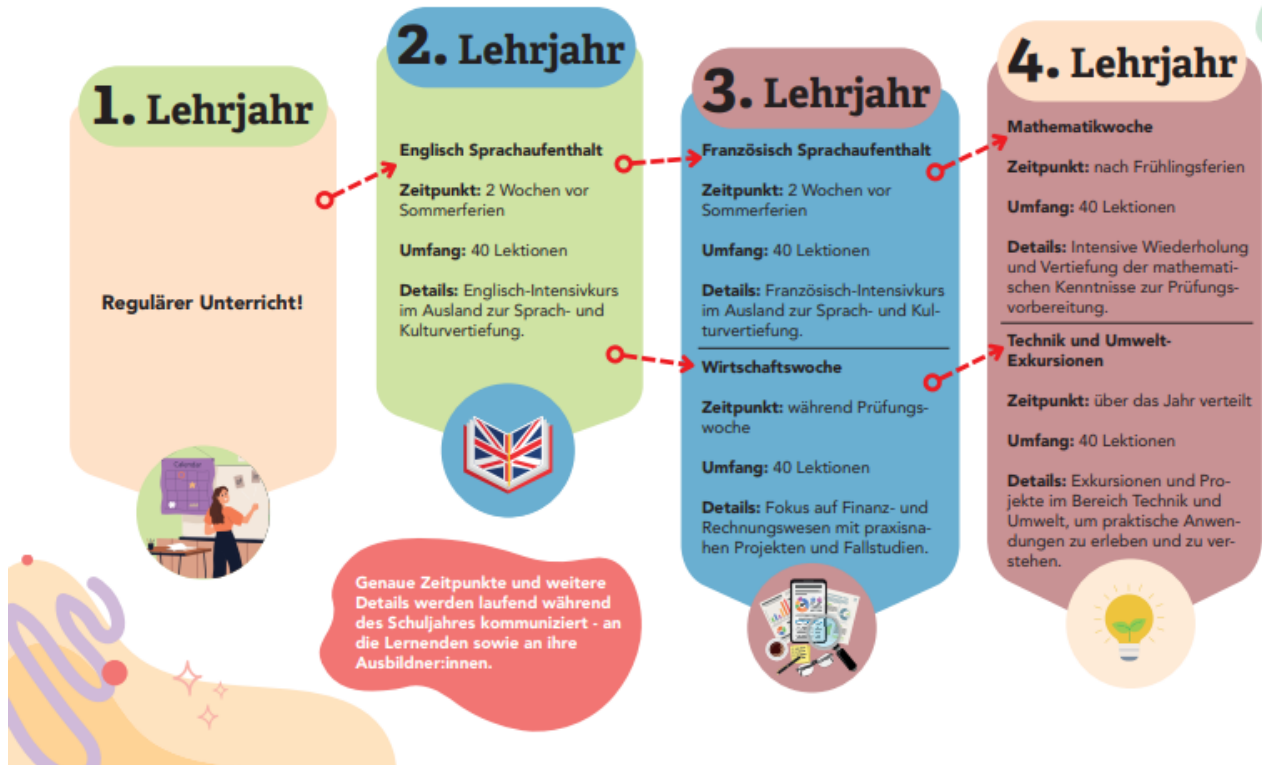 1. Lehrjahr
Regulärer Unterricht!
Calendar
2. Lehrjahr
Englisch Sprachaufenthalt
Zeitpunkt: 2 Wochen vor
Sommerferien
Umfang: 40 Lektionen
Details: Englisch-Intensivkurs
im Ausland zur Sprach- und
Kulturvertiefung.
3. Lehrjahr
Französisch Sprachaufenthalt
Zeitpunkt: 2 Wochen vor
Sommerferien
Umfang: 40 Lektionen
Details: Französisch-Intensivkurs
im Ausland zur Sprach- und Kul-
turvertiefung.
Wirtschaftswoche
Zeitpunkt: während Prüfungs-
woche
Umfang: 40 Lektionen
Details: Fokus auf Finanz- und
Rechnungswesen mit praxisna-
hen Projekten und Fallstudien.
4. Lehrjahr
Mathematikwoche
Zeitpunkt: nach Frühlingsferien
Umfang: 40 Lektionen
Details: Intensive Wiederholung
und Vertiefung der mathemati-
schen Kenntnisse zur Prüfungs-
vorbereitung.
Technik und Umwelt-
Exkursionen
Zeitpunkt: über das Jahr verteilt
Umfang: 40 Lektionen
Details: Exkursionen und Pro-
jekte im Bereich Technik und
Umwelt, um praktische Anwen-
dungen zu erleben und zu ver-
stehen.
Genaue Zeitpunkte und weitere
Details werden laufend während
des Schuljahres kommuniziert - an
die Lernenden sowie an ihre
Ausbildner:innen.